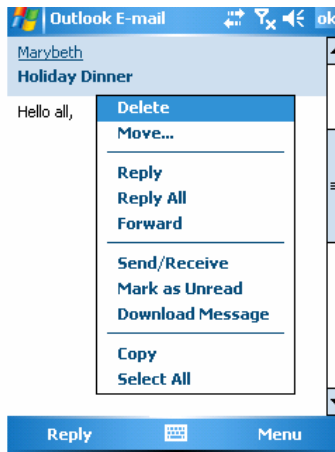 Outlook E-mail
ok
Marybeth
Holiday Dinner
Hello all,
Delete
Move...
Reply
Reply All
Forward
Send/Receive
Mark as Unread
Download Message
Copy
Select All
Reply
Menu